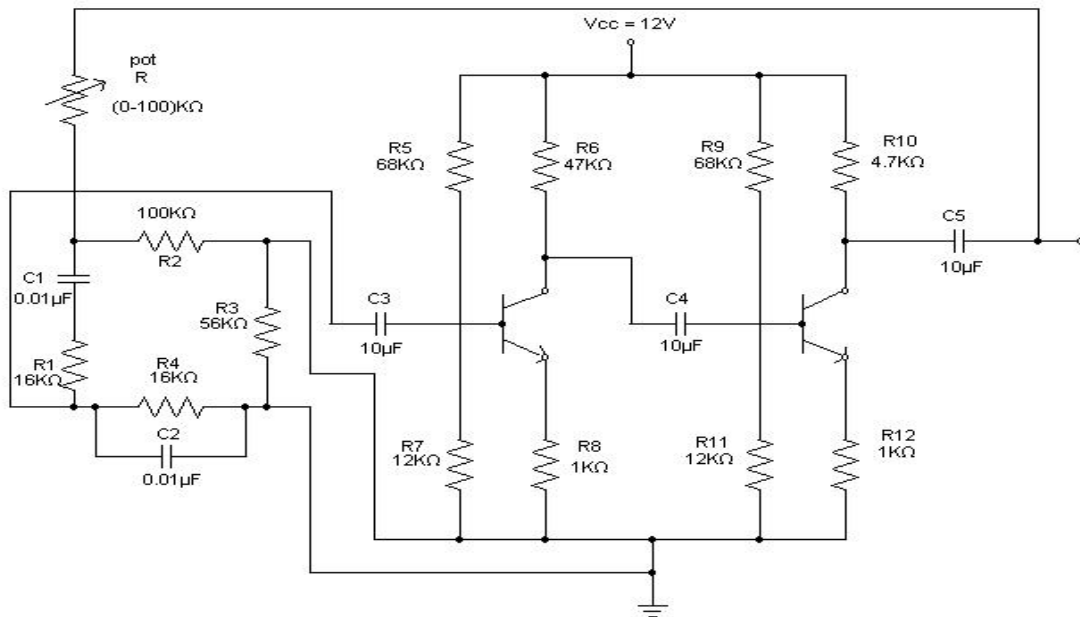 Vcc = 12V
pot
R
(0-100)KΩ
R5
68KΩ
R6
47KΩ
R9
68KΩ
R10
4.7KΩ
100KΩ
R2
C1
0.01µF
R3
56KΩ
C3
10µF
C4
10µF
C5
10µF
R1
16KΩ
R4
16KΩ
C2
0.01µF
R7
12KΩ
R8
1KΩ
R11
12KΩ
R12
1KΩ